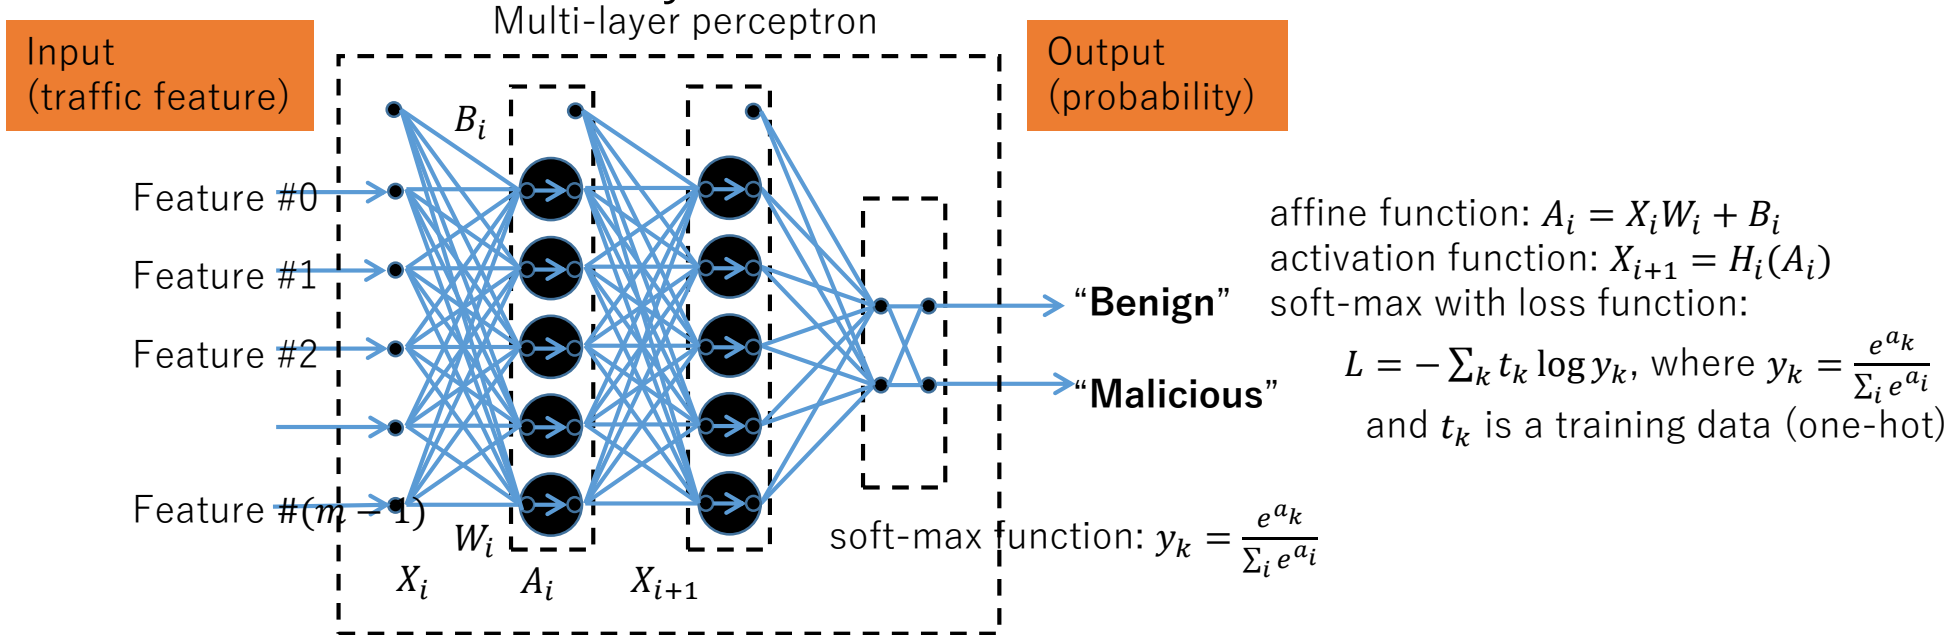 Multi-layer perceptron
Input
(traffic feature)
Output
(probability)
B_i
Feature #0
Feature #1
Feature #2
Feature #(m − 1)
W_i
X_i
A_i
X_{i+1}
“Benign”
“Malicious”
affine function: A_i = X_iW_i + B_i
activation function: X_{i+1} = H_i(A_i)
soft-max with loss function:
L = − ∑_k t_k log y_k, where y_k = \frac{e^{a_k}}{∑_i e^{a_i}}
and t_k is a training data (one-hot)
soft-max function: y_k = \frac{e^{a_k}}{∑_i e^{a_i}}